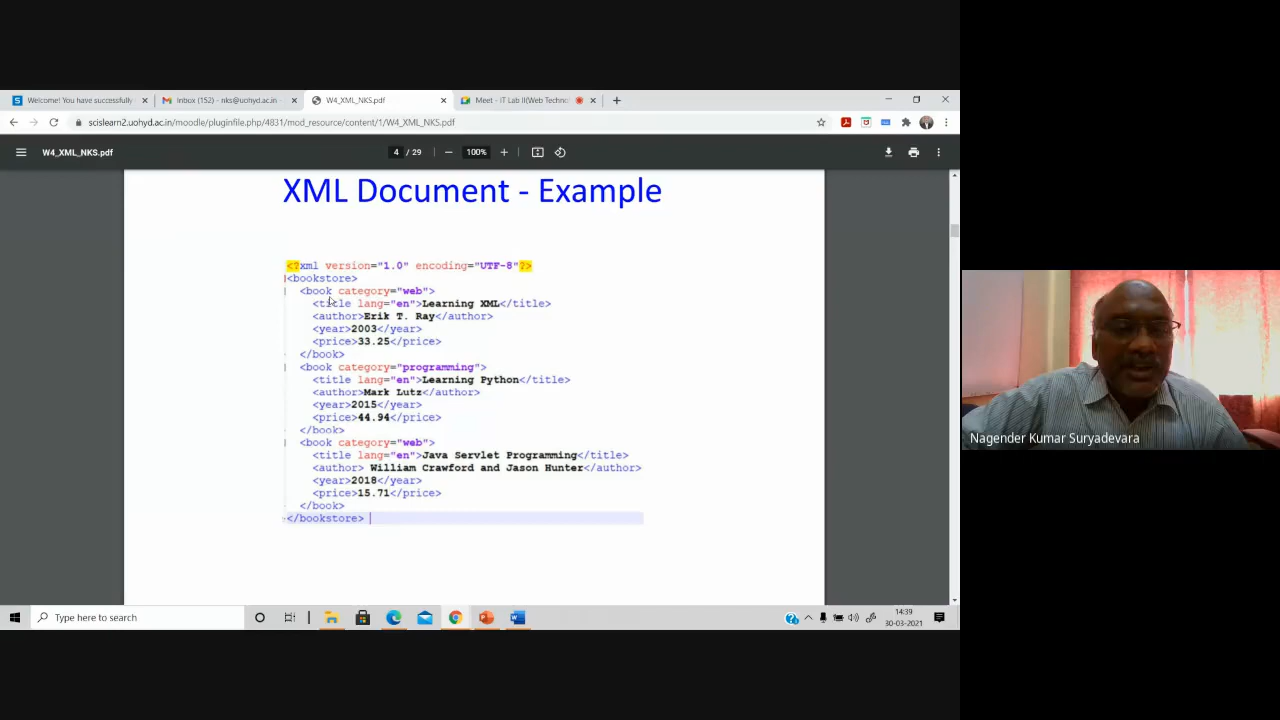 Welcome! You have successfully
Inbox (152) - nks@uohyd.ac.in
W4_XML_NKS.pdf
Meet - IT Lab II(Web Techno
scislearn2.uohyd.ac.in/moodle/pluginfile.php/4831/mod_resource/content/1/W4_XML_NKS.pdf
W4_XML_NKS.pdf
4 / 29
100%
XML Document - Example
<?xml version="1.0" encoding="UTF-8"?>
<bookstore>
<book category="web">
<title lang="en">Learning XML</title>
<author>Erik T. Ray</author>
<year>2003</year>
<price>33.25</price>
</book>
<book category="programming">
<title lang="en">Learning Python</title>
<author>Mark Lutz</author>
<year>2015</year>
<price>44.94</price>
</book>
<book category="web">
<title lang="en">Java Servlet Programming</title>
<author> William Crawford and Jason Hunter</author>
<year>2018</year>
<price>15.71</price>
</book>
</bookstore>
Nagender Kumar Suryadevara
Type here to search
14:39
30-03-2021